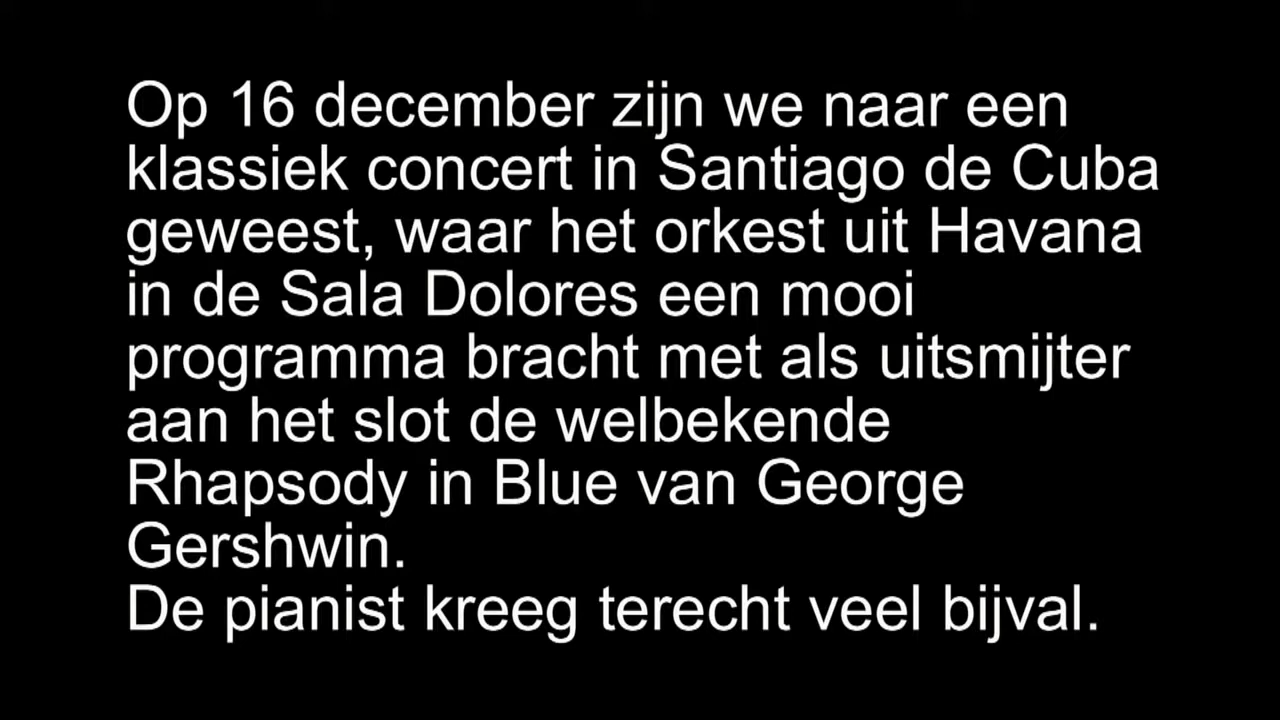 Op 16 december zijn we naar een
klassiek concert in Santiago de Cuba
geweest, waar het orkest uit Havana
in de Sala Dolores een mooi
programma bracht met als uitsmijter
aan het slot de welbekende
Rhapsody in Blue van George
Gershwin.
De pianist kreeg terecht veel bijval.